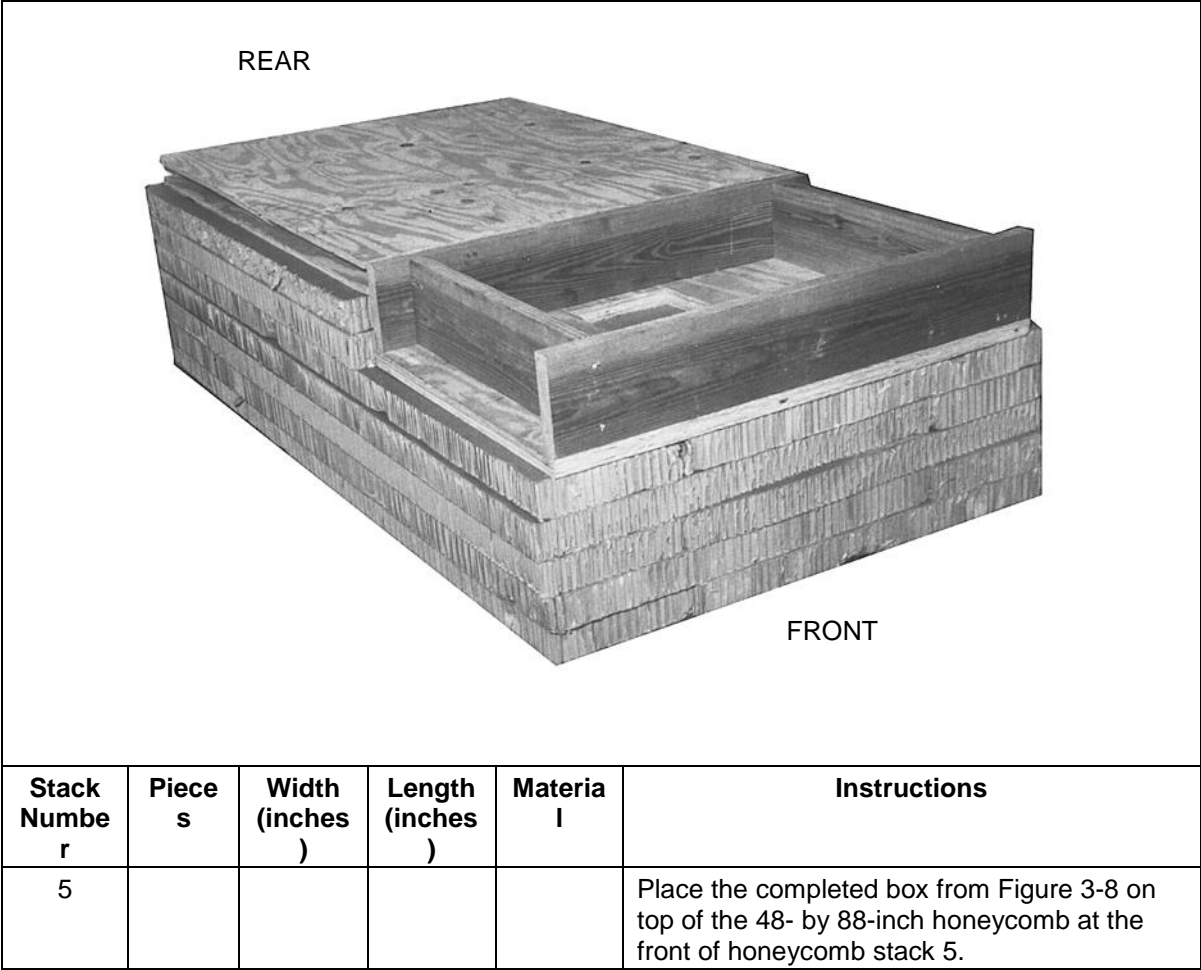 REAR
FRONT
Stack
Numbe
r
Piece
s
Width
(inches
)
Length
(inches
)
Materia
l
Instructions
5
Place the completed box from Figure 3-8 on
top of the 48- by 88-inch honeycomb at the
front of honeycomb stack 5.